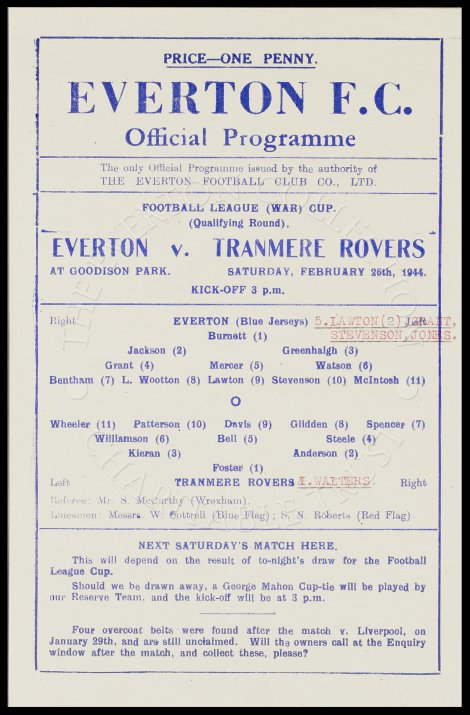 PRICE—ONE PENNY.
EVERTON F.C.
Official Programme
The only Official Programme issued by the authority of
THE EVERTON FOOTBALL CLUB CO., LTD.
FOOTBALL LEAGUE (WAR) CUP.
(Qualifying Round).
EVERTON v. TRANMERE ROVERS
AT GOODISON PARK. SATURDAY, FEBRUARY 26th, 1944.
KICK-OFF 3 p.m.
Right EVERTON (Blue Jerseys) 5. LAWTON(2) GRANT. Left
STEVENSON, JONES.
Burnett (1)
Jackson (2) Greenhalgh (3)
Grant (4) Mercer (5) Watson (6)
Bentham (7) L. Wootton (8) Lawton (9) Stevenson (10) McIntosh (11)
O
Wheeler (11) Patterson (10) Davis (9) Glidden (8) Spencer (7)
Williamson (6) Bell (5) Steele (4)
Kieran (3) Anderson (2)
Foster (1)
Left TRANMERE ROVERS I. WALTERS. Right
Referee: Mr. S. McCarthy (Wrexham).
Linesmen: Messrs. W. Cottrell (Blue Flag); S. N. Roberts (Red Flag).
NEXT SATURDAY'S MATCH HERE.
This will depend on the result of to-night's draw for the Football
League Cup.
Should we be drawn away, a George Mahon Cup-tie will be played by
our Reserve Team, and the kick-off will be at 3 p.m.
Four overcoat belts were found after the match v. Liverpool, on
January 29th, and are still unclaimed. Will the owners call at the Enquiry
window after the match, and collect these, please?
THE EVERTON COLLECTION
CHARITABLE TRUST